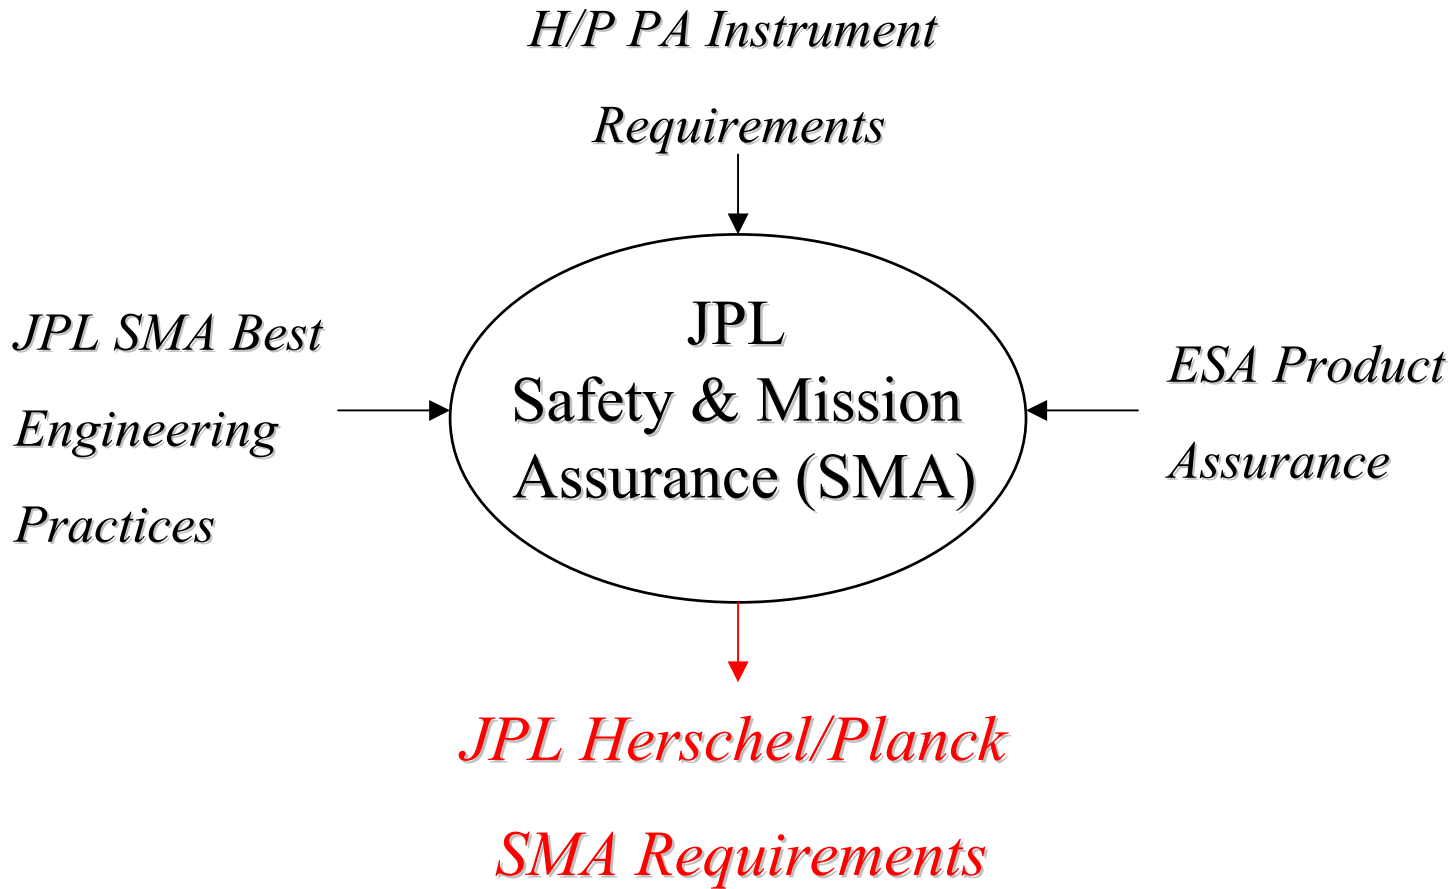 H/P PA Instrument
Requirements
JPL SMA Best
Engineering
Practices
JPL
Safety & Mission
Assurance (SMA)
ESA Product
Assurance
JPL Herschel/Planck
SMA Requirements